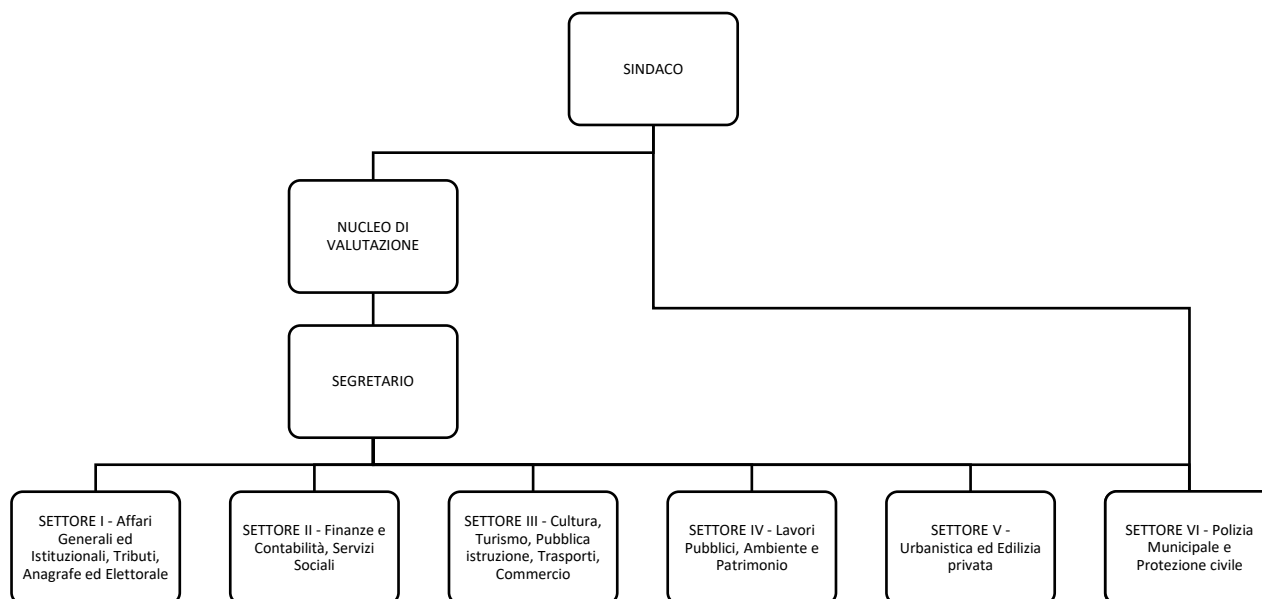 SINDACO
NUCLEO DI
VALUTAZIONE
SEGRETARIO
SETTORE I - Affari
Generali ed
Istituzionali, Tributi,
Anagrafe ed Elettorale
SETTORE II - Finanze e
Contabilità, Servizi
Sociali
SETTORE III - Cultura,
Turismo, Pubblica
istruzione, Trasporti,
Commercio
SETTORE IV - Lavori
Pubblici, Ambiente e
Patrimonio
SETTORE V -
Urbanistica ed Edilizia
privata
SETTORE VI - Polizia
Municipale e
Protezione civile